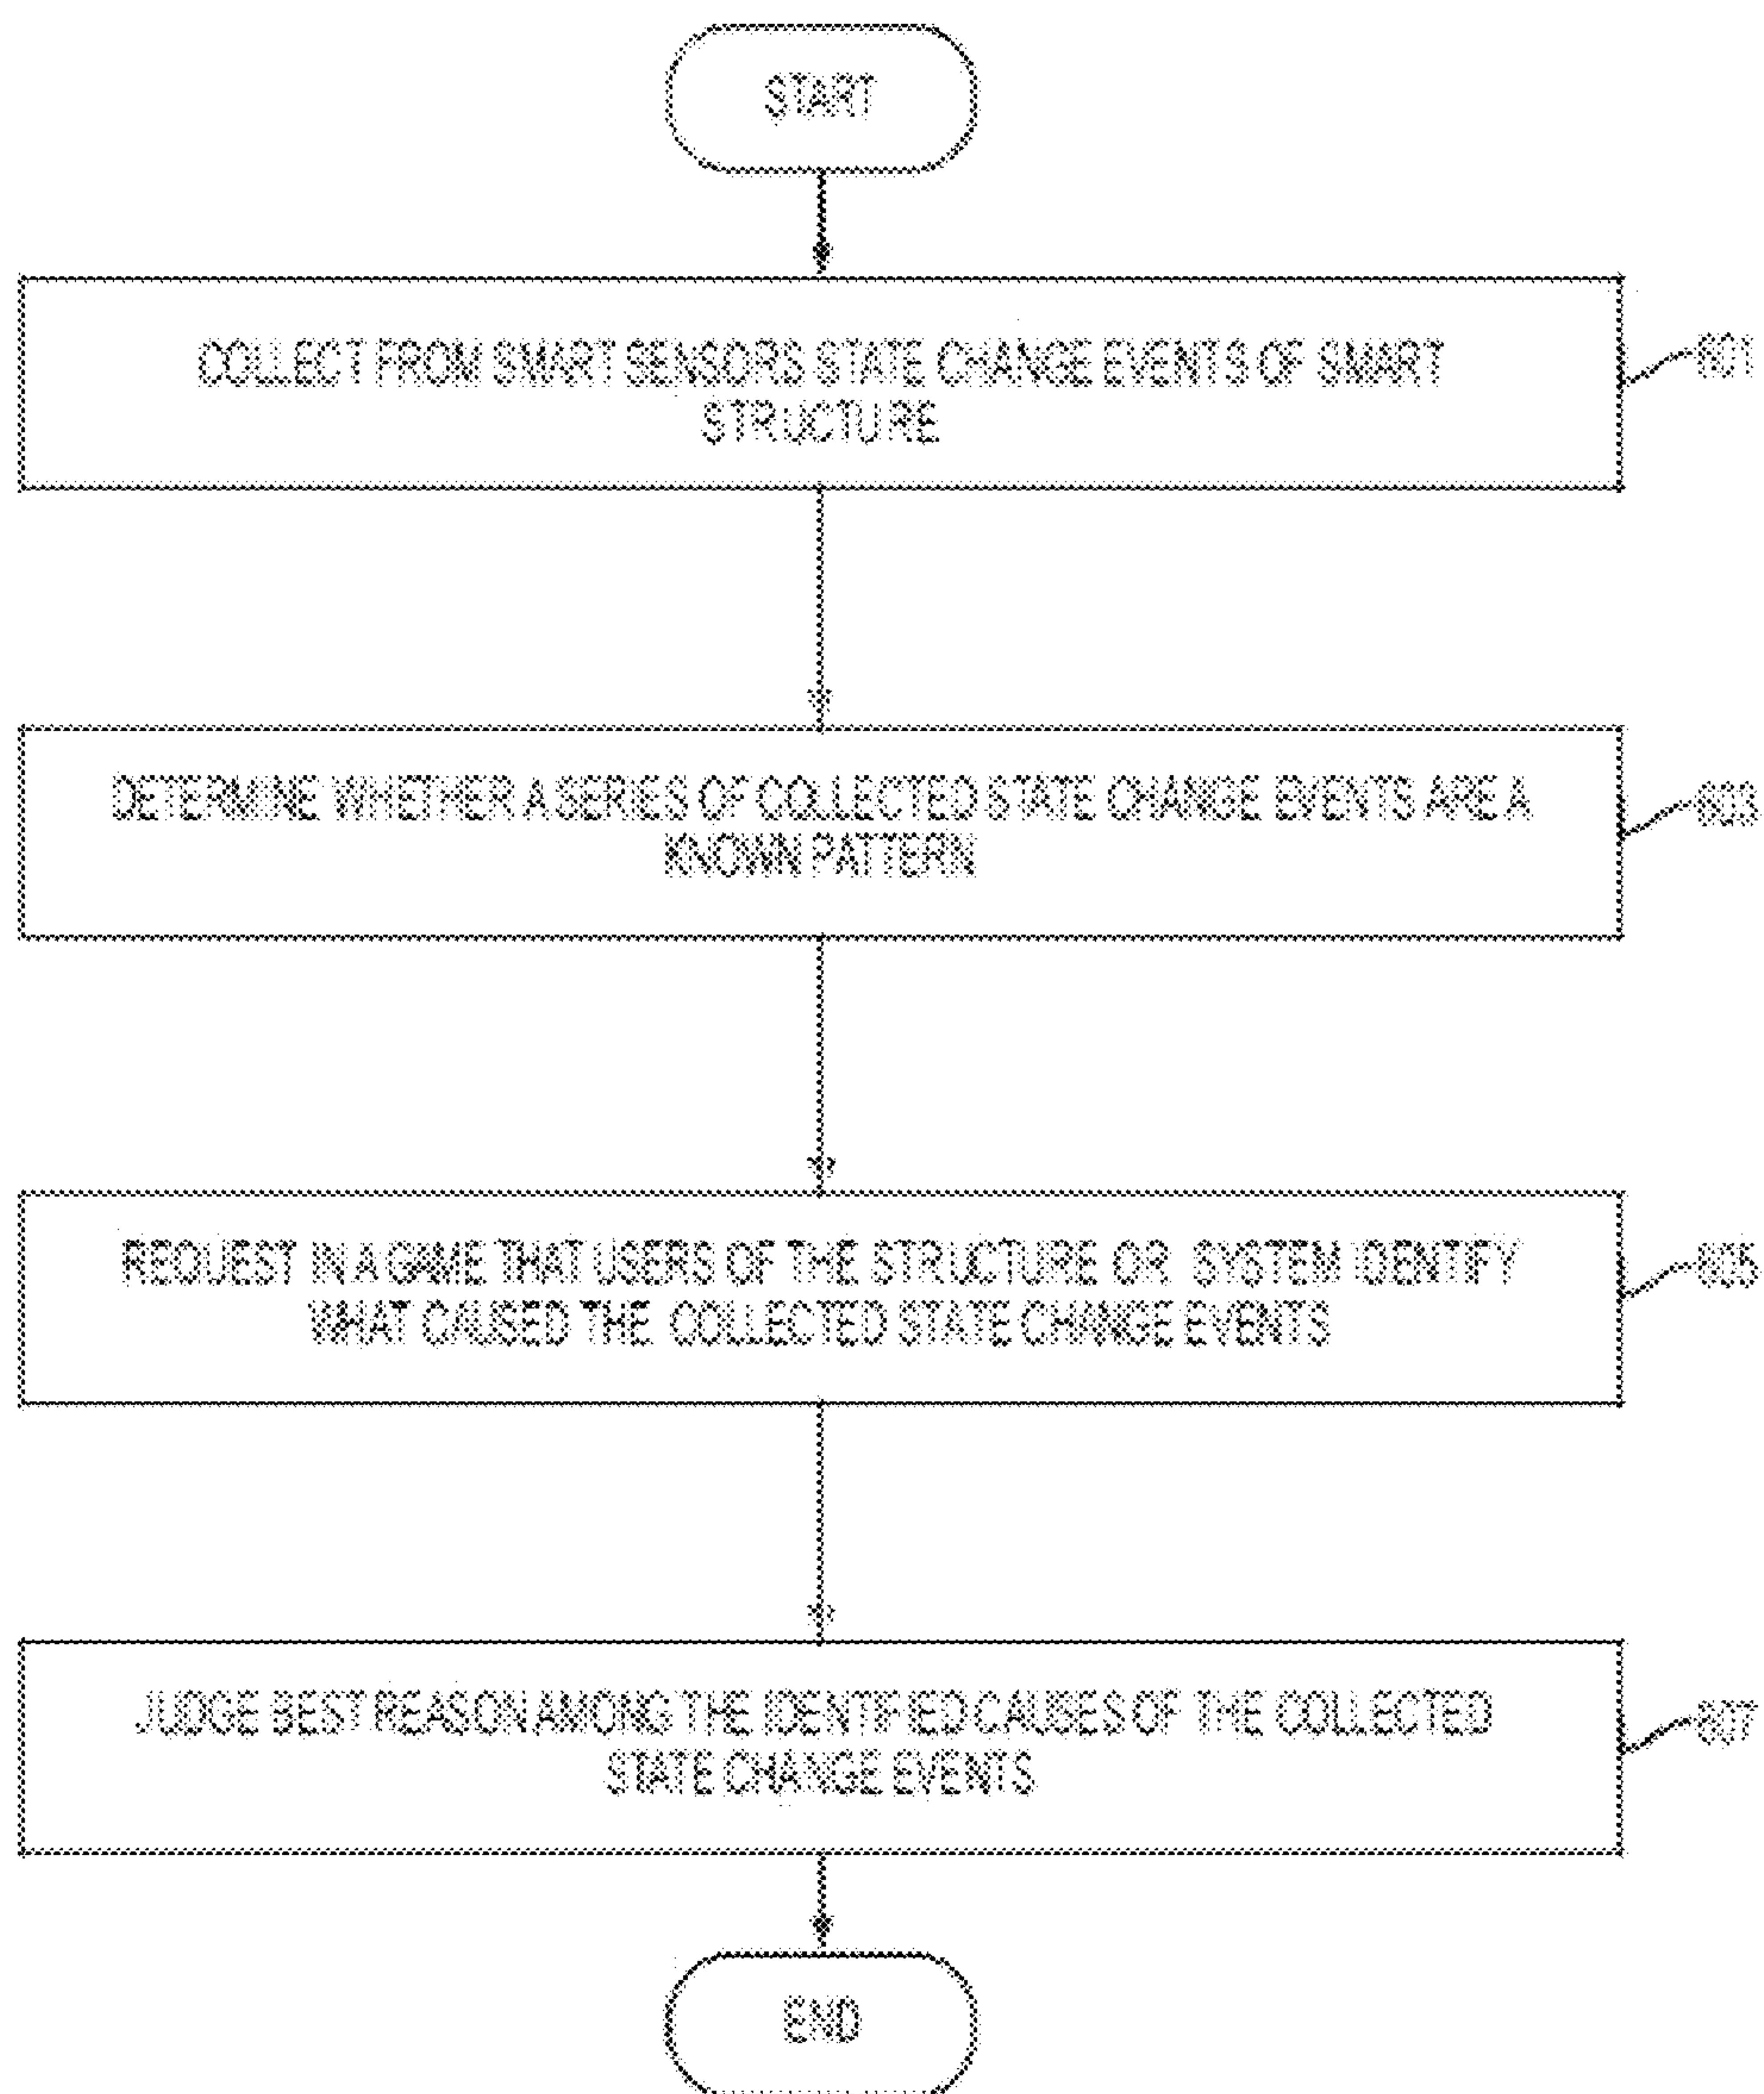 START
COLLECT FROM SMART SENSORS STATE CHANGE EVENTS OF SMART
STRUCTURE
DETERMINE WHETHER A SERIES OF COLLECTED STATE CHANGE EVENTS ARE A
KNOWN PATTERN
REQUEST IN A GAME THAT USERS OF THE STRUCTURE OR SYSTEM IDENTIFY
WHAT CAUSED THE COLLECTED STATE CHANGE EVENTS
JUDGE BEST REASON AMONG THE IDENTIFIED CAUSES OF THE COLLECTED
STATE CHANGE EVENTS
END